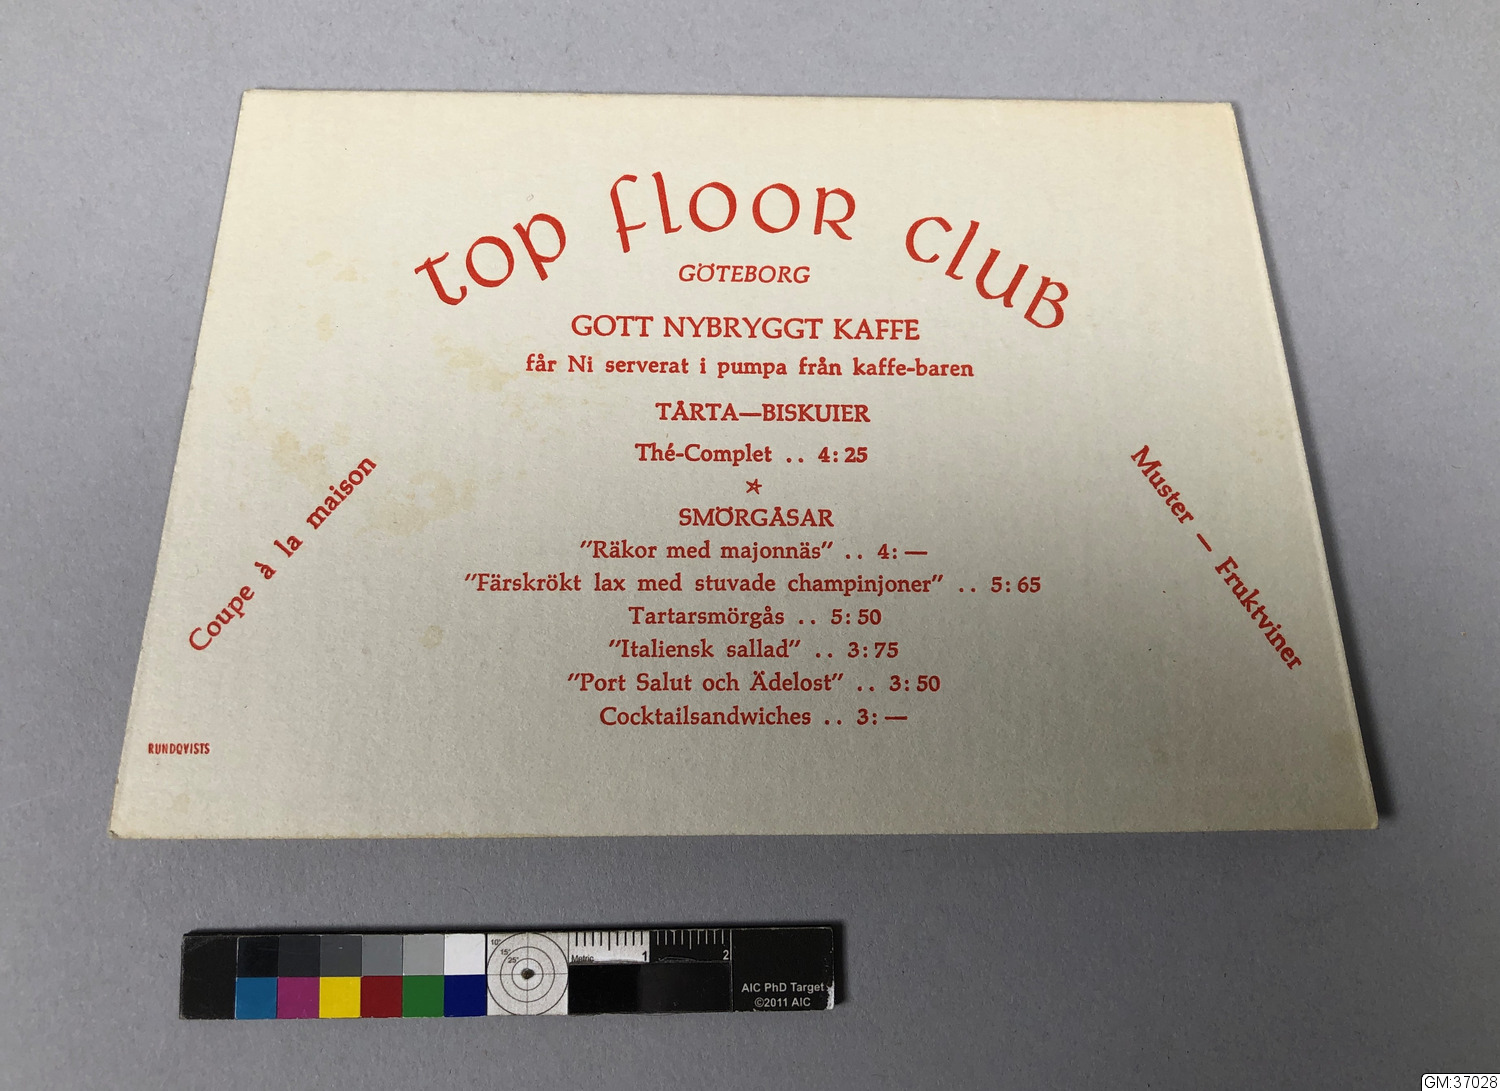 top floor club
GÖTEBORG
GOTT NYBRYGGT KAFFE
får Ni serverat i pumpa från kaffe-baren
TÅRTA—BISKUIER
Thé-Complet .. 4:25
SMÖRGÅSAR
"Räkor med majonnäs" .. 4:—
"Färskrökt lax med stuvade champinjoner" .. 5:65
Tartarsmörgås .. 5:50
"Italiensk sallad" .. 3:75
"Port Salut och Ädelost" .. 3:50
Cocktailsandwiches .. 3:—
Coupe à la maison
Muster — Fruktviner
RUNDQVISTS
10°
15°
25°
Metric
1
2
AIC PhD Target
©2011 AIC
GM:37028